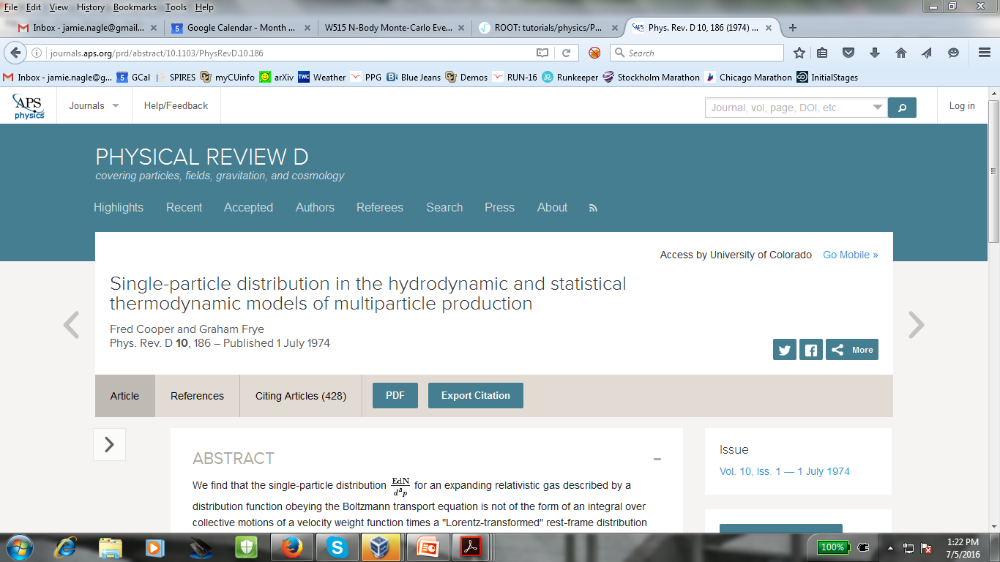 File Edit View History Bookmarks Tools Help
Inbox - jamie.nagle@gmail... Google Calendar - Month ... W515 N-Body Monte-Carlo Eve... ROOT: tutorials/physics/P... Phys. Rev. D 10, 186 (1974) ...
journals.aps.org/prd/abstract/10.1103/PhysRevD.10.186 Search
Inbox - jamie.nagle@g... GCal SPIRES myCUinfo arXiv Weather PPG Blue Jeans Demos RUN-16 Runkeeper Stockholm Marathon Chicago Marathon InitialStages
APS physics Journals Help/Feedback Journal, vol, page, DOI, etc. Log in
PHYSICAL REVIEW D
covering particles, fields, gravitation, and cosmology
Highlights Recent Accepted Authors Referees Search Press About
Access by University of Colorado Go Mobile »
Single-particle distribution in the hydrodynamic and statistical
thermodynamic models of multiparticle production
Fred Cooper and Graham Frye
Phys. Rev. D 10, 186 – Published 1 July 1974
More
Article References Citing Articles (428) PDF Export Citation
ABSTRACT
We find that the single-particle distribution EdN/d³p for an expanding relativistic gas described by a
distribution function obeying the Boltzmann transport equation is not of the form of an integral over
collective motions of a velocity weight function times a "Lorentz-transformed" rest-frame distribution
Issue
Vol. 10, Iss. 1 — 1 July 1974
100% 1:22 PM
7/5/2016